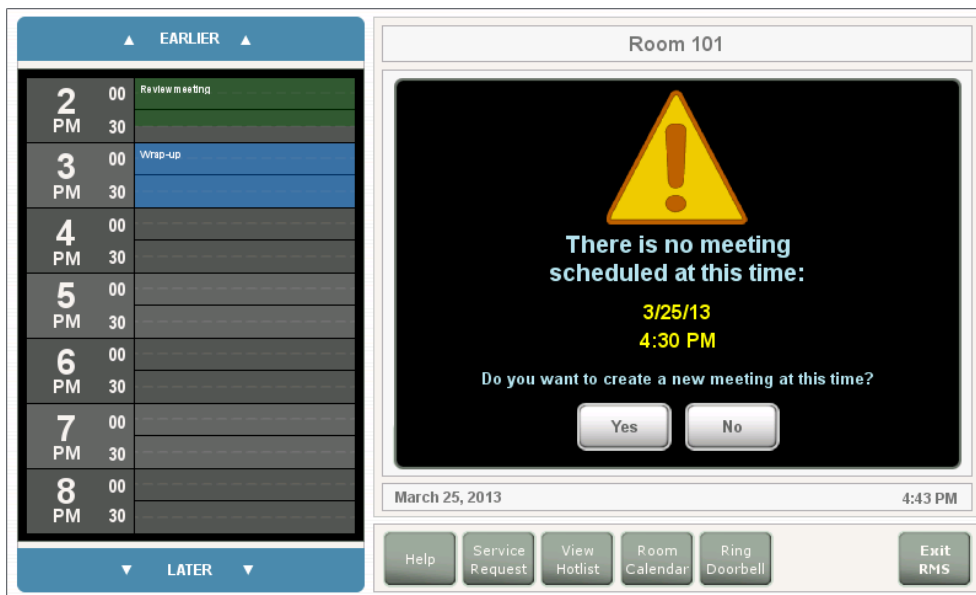 ▲ EARLIER ▲
2 PM 00 Review meeting
30
3 PM 00 Wrap-up
30
4 PM 00
30
5 PM 00
30
6 PM 00
30
7 PM 00
30
8 PM 00
30
▼ LATER ▼
Room 101
There is no meeting
scheduled at this time:
3/25/13
4:30 PM
Do you want to create a new meeting at this time?
Yes No
March 25, 2013 4:43 PM
Help
Service
Request
View
Hotlist
Room
Calendar
Ring
Doorbell
Exit
RMS